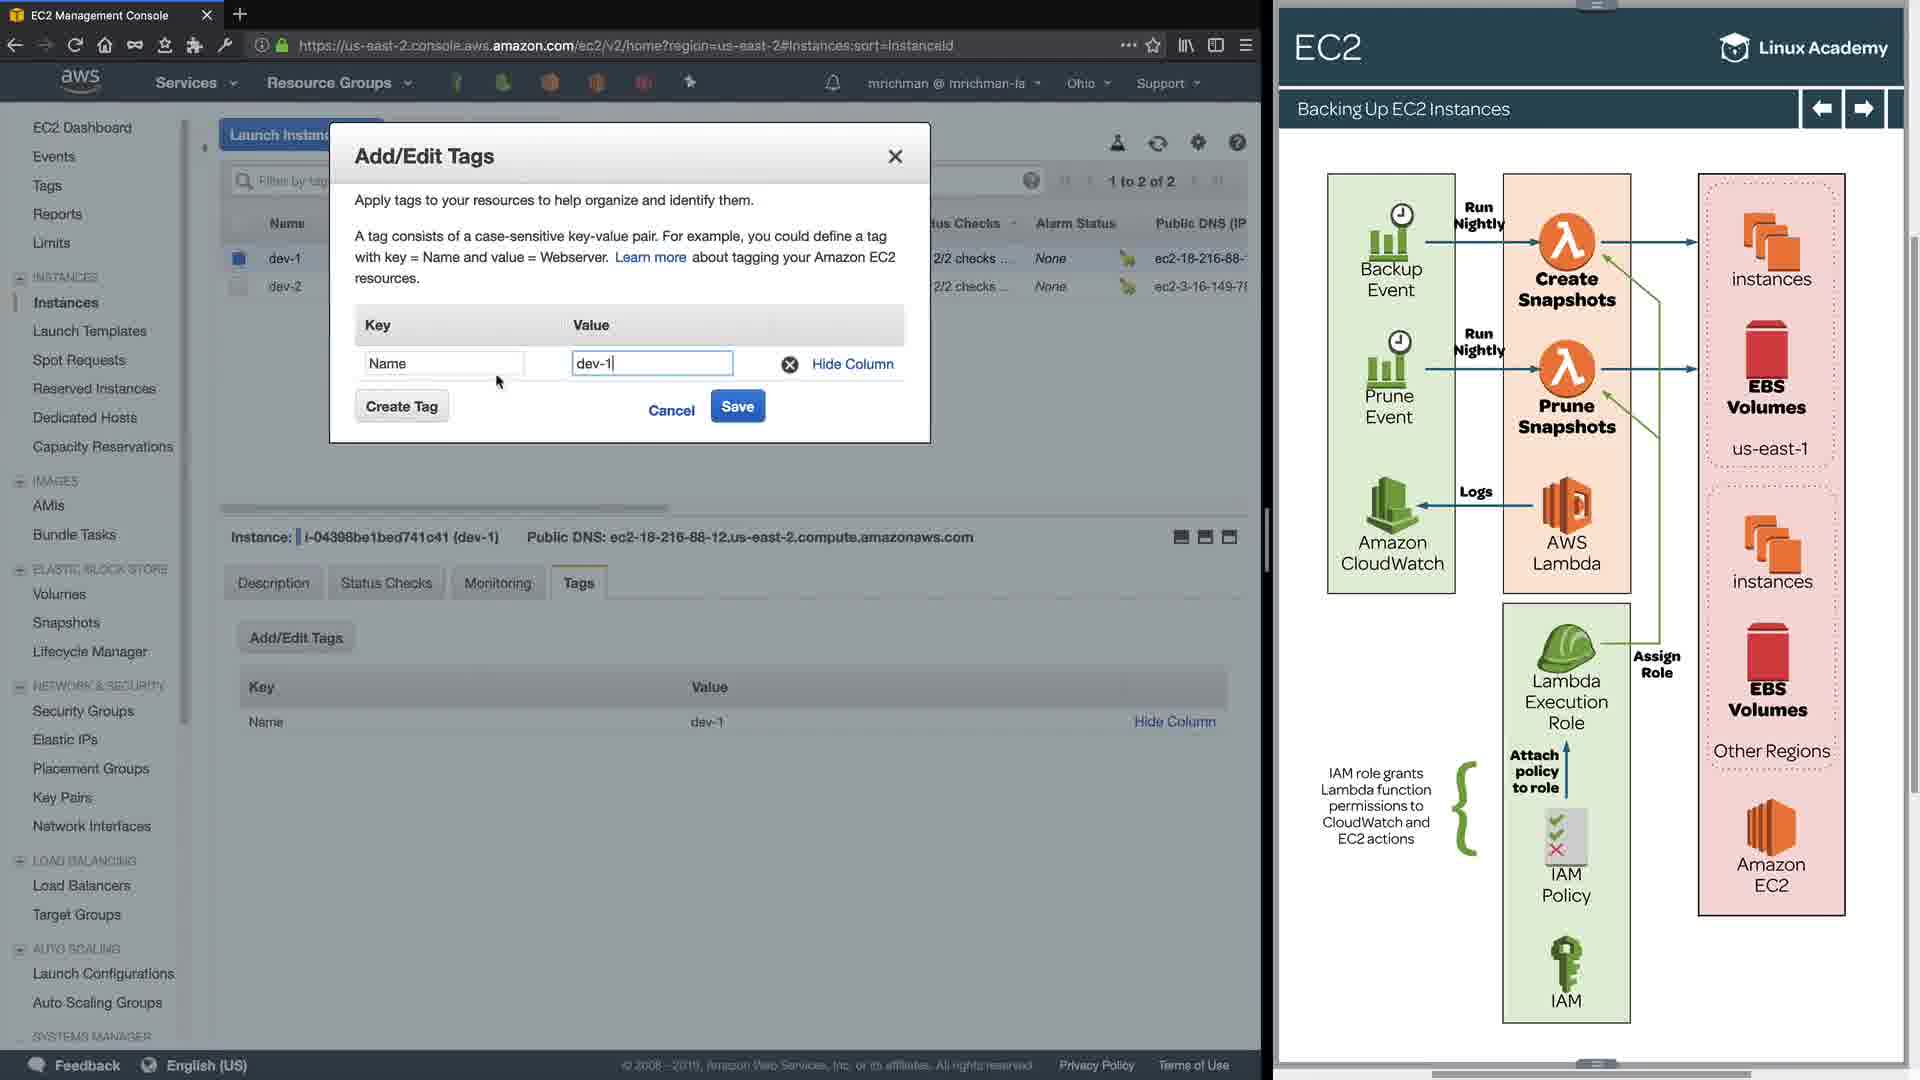 EC2 Management Console
https://us-east-2.console.aws.amazon.com/ec2/v2/home?region=us-east-2#Instances:sort=instanceId
aws
Services
Resource Groups
mrichman @ mrichman-la
Ohio
Support
EC2 Dashboard
Events
Tags
Reports
Limits
INSTANCES
Instances
Launch Templates
Spot Requests
Reserved Instances
Dedicated Hosts
Capacity Reservations
IMAGES
AMIs
Bundle Tasks
ELASTIC BLOCK STORE
Volumes
Snapshots
Lifecycle Manager
NETWORK & SECURITY
Security Groups
Elastic IPs
Placement Groups
Key Pairs
Network Interfaces
LOAD BALANCING
Load Balancers
Target Groups
AUTO SCALING
Launch Configurations
Auto Scaling Groups
SYSTEMS MANAGER
Launch Instan
Filter by tag
1 to 2 of 2
Name
tus Checks
Alarm Status
Public DNS (IP
dev-1
2/2 checks ...
None
ec2-18-216-88-
dev-2
2/2 checks ...
None
ec2-3-16-149-78
Add/Edit Tags
Apply tags to your resources to help organize and identify them.
A tag consists of a case-sensitive key-value pair. For example, you could define a tag
with key = Name and value = Webserver. Learn more about tagging your Amazon EC2
resources.
Key
Value
Name
dev-1
Hide Column
Create Tag
Cancel
Save
Instance: i-04398be1bed741c41 (dev-1)
Public DNS: ec2-18-216-88-12.us-east-2.compute.amazonaws.com
Description
Status Checks
Monitoring
Tags
Add/Edit Tags
Key
Value
Name
dev-1
Hide Column
Feedback
English (US)
© 2008 - 2019, Amazon Web Services, Inc. or its affiliates. All rights reserved.
Privacy Policy
Terms of Use
EC2
Linux Academy
Backing Up EC2 Instances
Run
Nightly
Backup
Event
Create
Snapshots
instances
Run
Nightly
Prune
Event
Prune
Snapshots
EBS
Volumes
us-east-1
Logs
Amazon
CloudWatch
AWS
Lambda
instances
Lambda
Execution
Role
Assign
Role
EBS
Volumes
Other Regions
Attach
policy
to role
IAM role grants
Lambda function
permissions to
CloudWatch and
EC2 actions
IAM
Policy
Amazon
EC2
IAM